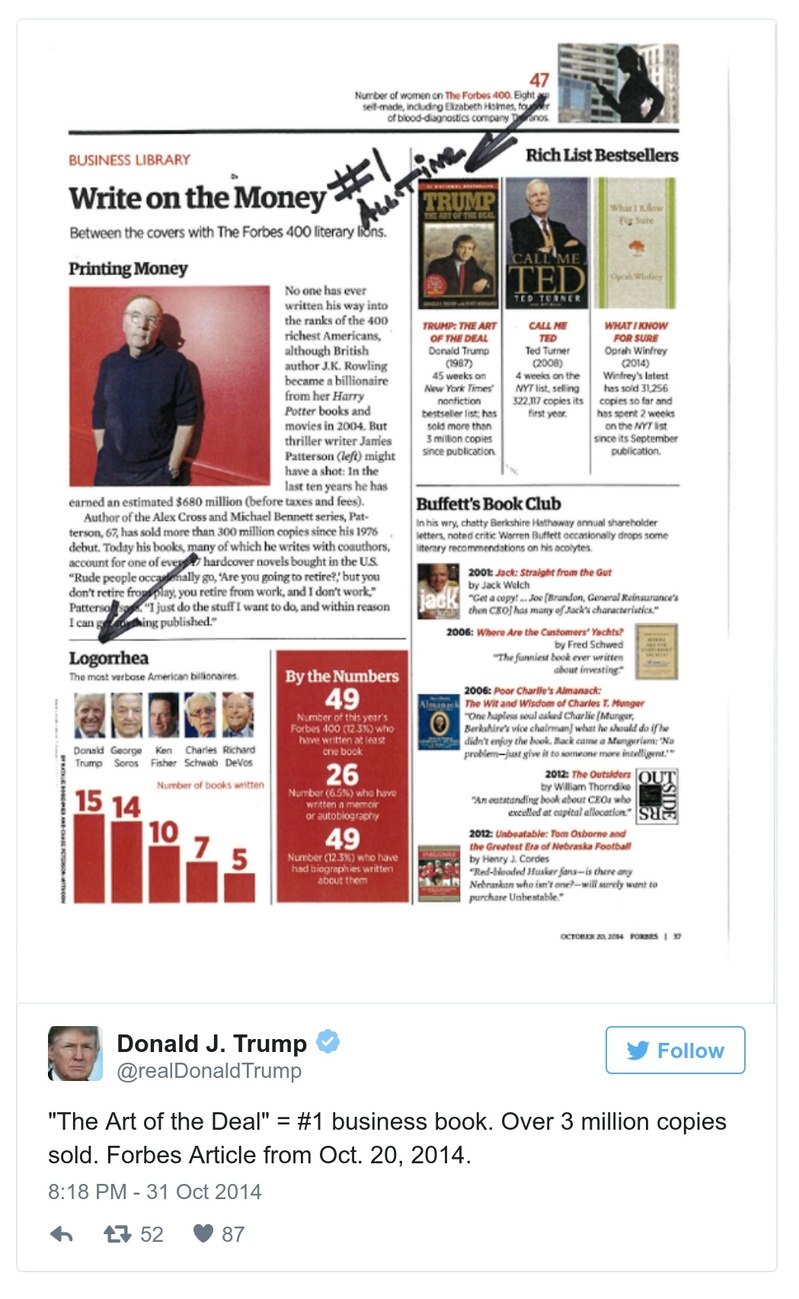 47
Number of women on The Forbes 400. Eight are
self-made, including Elizabeth Holmes, founder
of blood-diagnostics company Theranos.
BUSINESS LIBRARY
Write on the Money
#1
ALL TIME
Between the covers with The Forbes 400 literary lions.
Printing Money
No one has ever
written his way into
the ranks of the 400
richest Americans,
although British
author J.K. Rowling
became a billionaire
from her Harry
Potter books and
movies in 2004. But
thriller writer James
Patterson (left) might
have a shot: In the
last ten years he has
earned an estimated $680 million (before taxes and fees).
Author of the Alex Cross and Michael Bennett series, Pat-
terson, 67, has sold more than 300 million copies since his 1976
debut. Today his books, many of which he writes with coauthors,
account for one of every 17 hardcover novels bought in the U.S.
"Rude people occasionally go, 'Are you going to retire?,' but you
don't retire from play, you retire from work, and I don't work,"
Patterson says. "I just do the stuff I want to do, and within reason
I can get anything published."
Logorrhea
The most verbose American billionaires.
Donald Trump
George Soros
Ken Fisher
Charles Schwab
Richard DeVos
Number of books written
15
14
10
7
5
By the Numbers
49
Number of this year's
Forbes 400 (12.3%) who
have written at least
one book
26
Number (6.5%) who have
written a memoir
or autobiography
49
Number (12.3%) who have
had biographies written
about them
Rich List Bestsellers
TRUMP
THE ART OF THE DEAL
CALL ME
TED
TED TURNER
What I Know
For Sure
Oprah Winfrey
TRUMP: THE ART
OF THE DEAL
Donald Trump
(1987)
45 weeks on
New York Times'
nonfiction
bestseller list; has
sold more than
3 million copies
since publication.
CALL ME
TED
Ted Turner
(2008)
4 weeks on the
NYT list, selling
322,117 copies its
first year.
WHAT I KNOW
FOR SURE
Oprah Winfrey
(2014)
Winfrey's latest
has sold 31,256
copies so far and
has spent 2 weeks
on the NYT list
since its September
publication.
Buffett's Book Club
In his wry, chatty Berkshire Hathaway annual shareholder
letters, noted critic Warren Buffett occasionally drops some
literary recommendations on his acolytes.
jack
2001: Jack: Straight from the Gut
by Jack Welch
"Get a copy! ... Joe [Brandon, General Reinsurance's
then CEO] has many of Jack's characteristics."
2006: Where Are the Customers' Yachts?
by Fred Schwed
"The funniest book ever written
about investing."
Almanack
2006: Poor Charlie's Almanack:
The Wit and Wisdom of Charles T. Munger
"One hapless soul asked Charlie [Munger,
Berkshire's vice chairman] what he should do if he
didn't enjoy the book. Back came a Mungerism: 'No
problem—just give it to someone more intelligent.'"
2012: The Outsiders
by William Thorndike
"An outstanding book about CEOs who
excelled at capital allocation."
OUT
SIDE
ERS
2012: Unbeatable: Tom Osborne and
the Greatest Era of Nebraska Football
by Henry J. Cordes
"Red-blooded Husker fans—is there any
Nebraskan who isn't one?—will surely want to
purchase Unbeatable."
OCTOBER 20, 2014 FORBES | 37
Donald J. Trump
@realDonaldTrump
Follow
"The Art of the Deal" = #1 business book. Over 3 million copies
sold. Forbes Article from Oct. 20, 2014.
8:18 PM - 31 Oct 2014
52
87